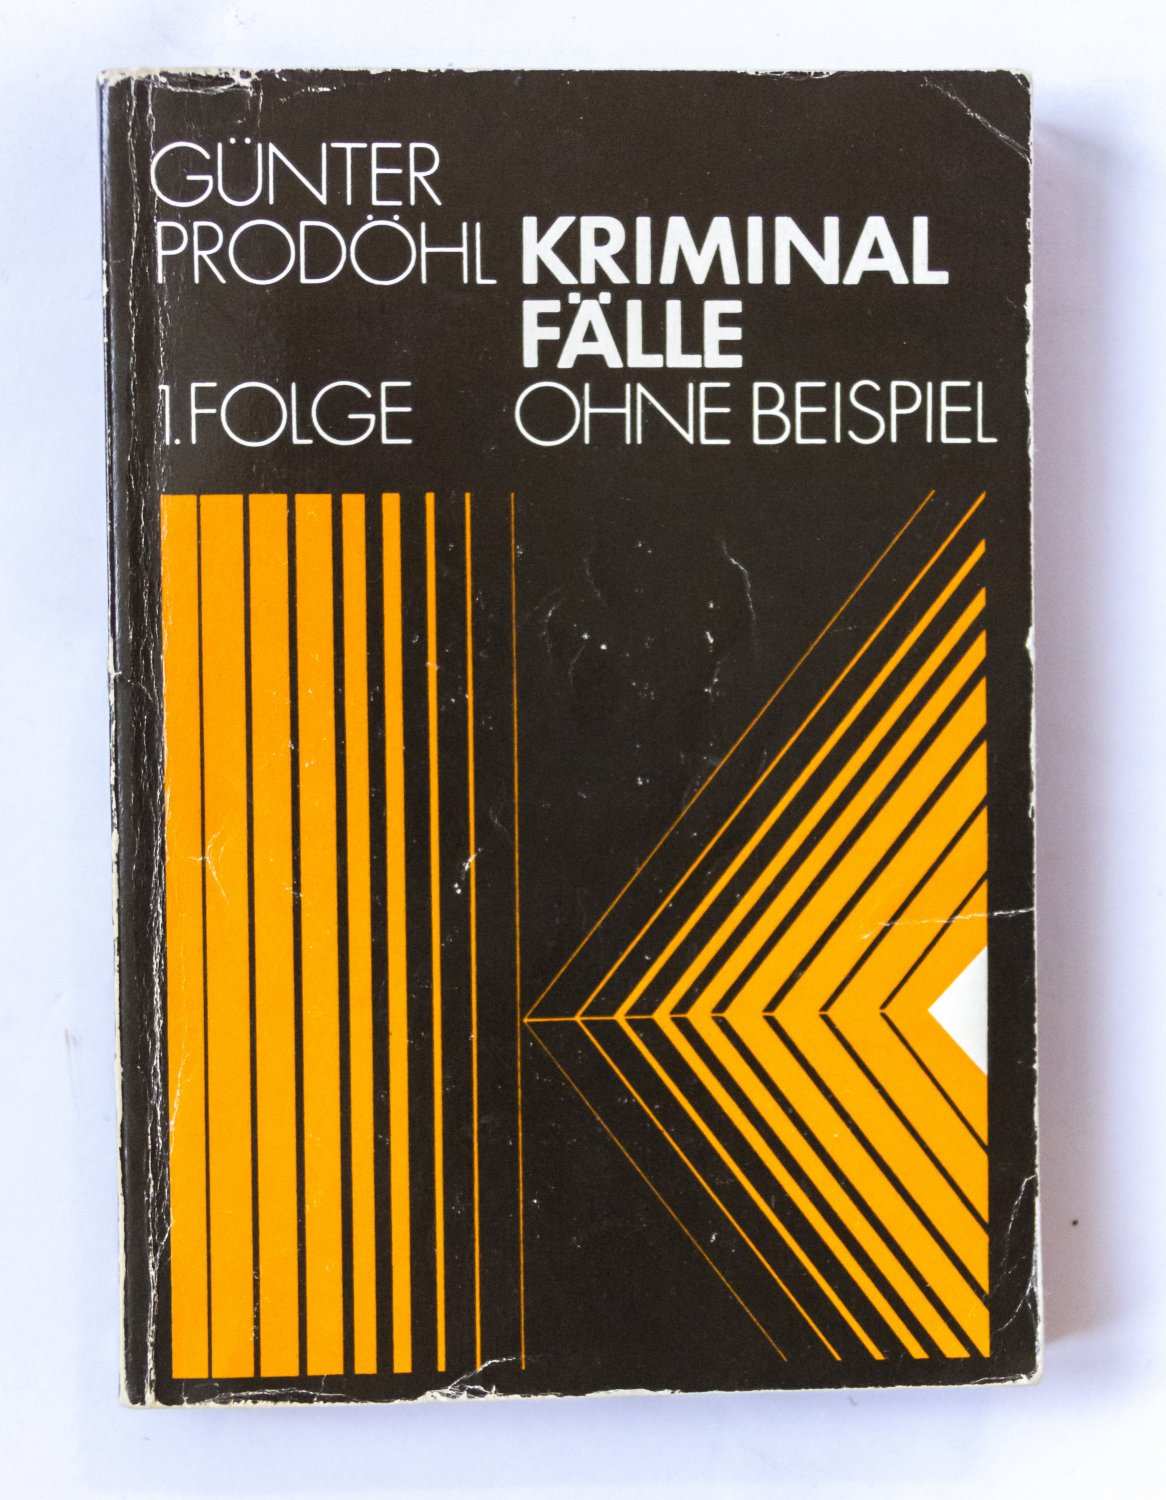 GÜNTER
PRODÖHL
1. FOLGE
KRIMINAL
FÄLLE
OHNE BEISPIEL